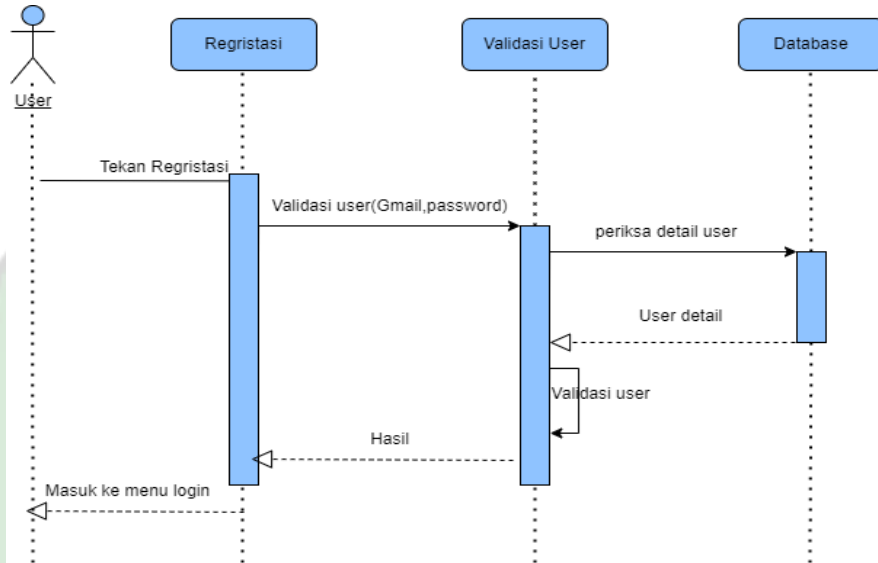 Regristasi
Validasi User
Database
User
Tekan Regristasi
Validasi user(Gmail,password)
periksa detail user
User detail
Validasi user
Hasil
Masuk ke menu login